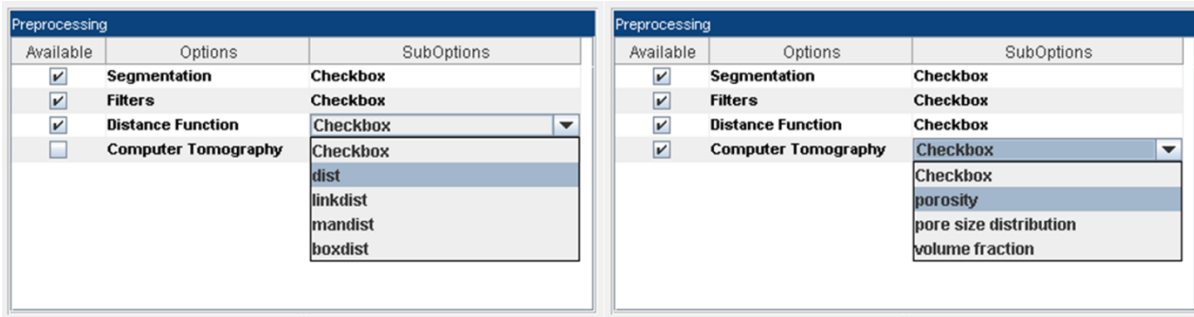 Preprocessing
Available Options SubOptions
Segmentation Checkbox
Filters Checkbox
Distance Function Checkbox
Computer Tomography Checkbox
dist
linkdist
mandist
boxdist
Preprocessing
Available Options SubOptions
Segmentation Checkbox
Filters Checkbox
Distance Function Checkbox
Computer Tomography Checkbox
Checkbox
porosity
pore size distribution
volume fraction